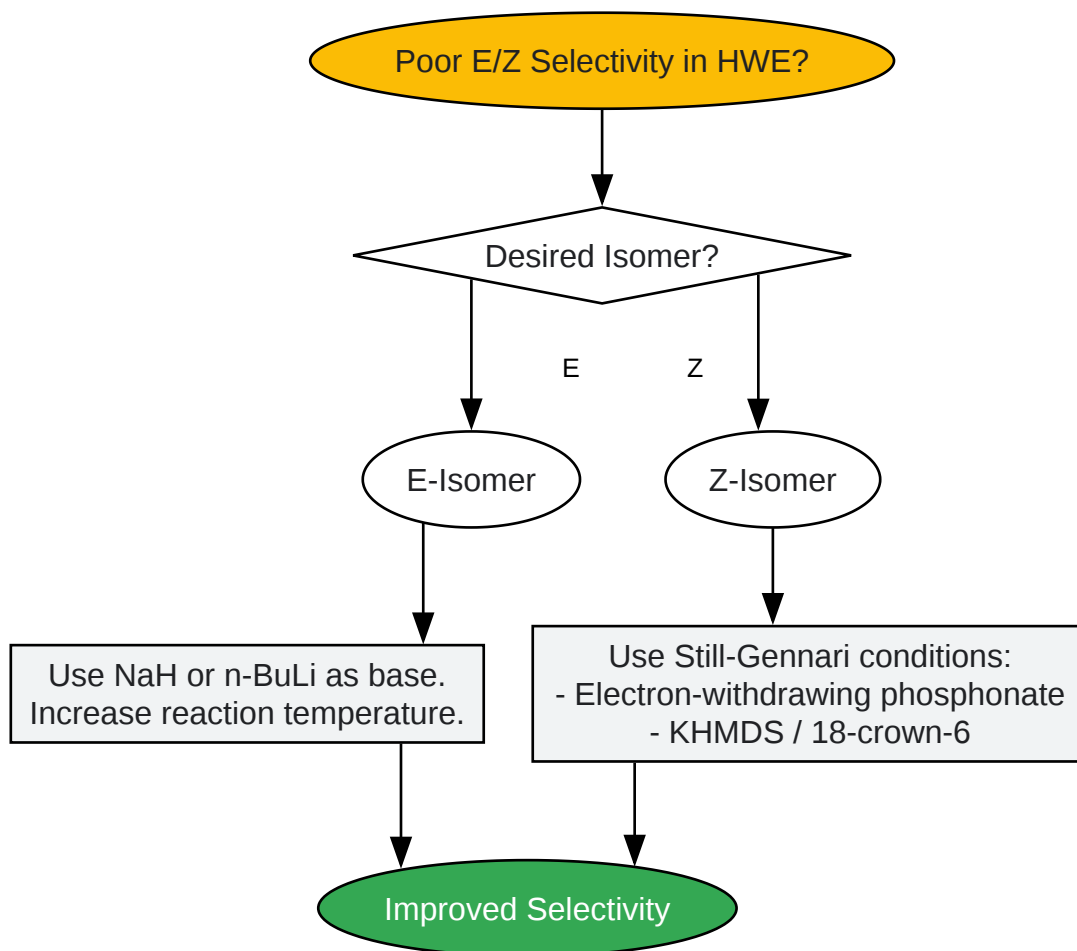 Poor E/Z Selectivity in HWE?
Desired Isomer?
E
Z
E-Isomer
Z-Isomer
Use NaH or n-BuLi as base.
Increase reaction temperature.
Use Still-Gennari conditions:
- Electron-withdrawing phosphonate
- KHMDS / 18-crown-6
Improved Selectivity